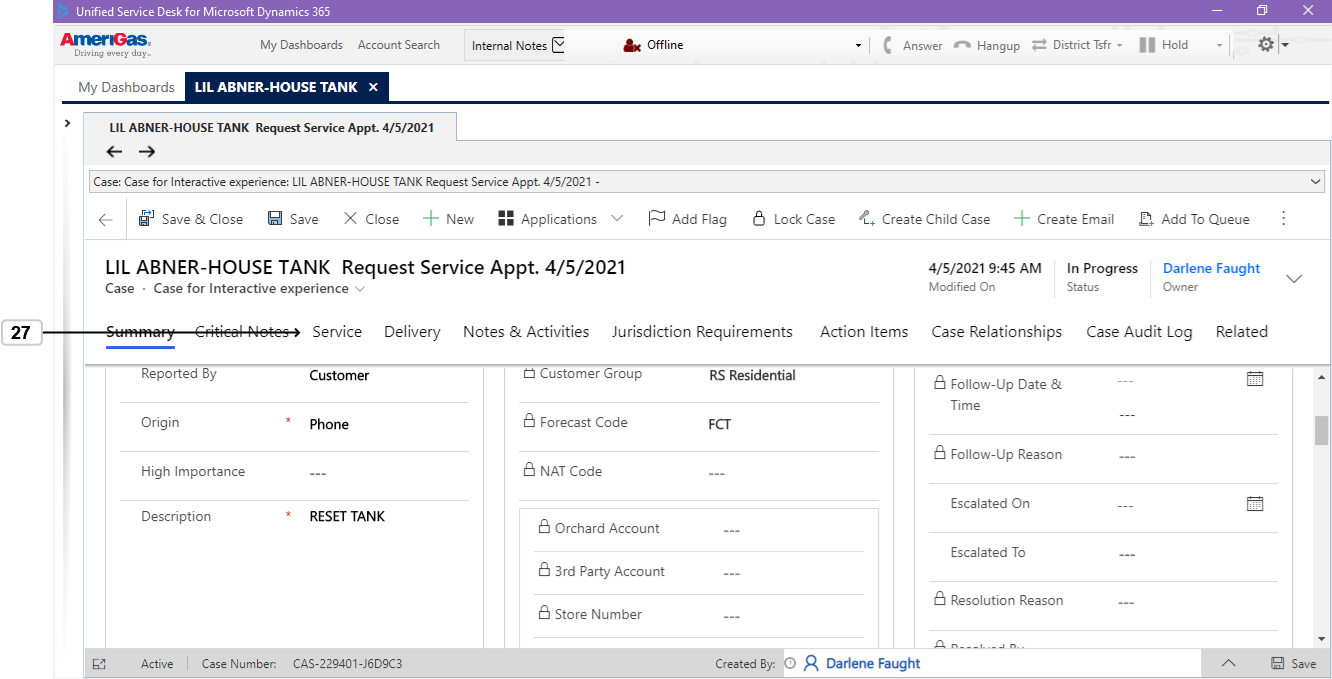 Unified Service Desk for Microsoft Dynamics 365
AmeriGas.
Driving every day..
My Dashboards Account Search Internal Notes Offline Answer Hangup District Tsfr Hold
My Dashboards LIL ABNER-HOUSE TANK ×
LIL ABNER-HOUSE TANK Request Service Appt. 4/5/2021
Case: Case for Interactive experience: LIL ABNER-HOUSE TANK Request Service Appt. 4/5/2021 -
Save & Close Save Close New Applications Add Flag Lock Case Create Child Case Create Email Add To Queue
LIL ABNER-HOUSE TANK Request Service Appt. 4/5/2021
Case · Case for Interactive experience
4/5/2021 9:45 AM
Modified On
In Progress
Status
Darlene Faught
Owner
27
Summary Critical Notes Service Delivery Notes & Activities Jurisdiction Requirements Action Items Case Relationships Case Audit Log Related
Reported By Customer
Origin * Phone
High Importance ---
Description * RESET TANK
Customer Group RS Residential
Forecast Code FCT
NAT Code ---
Orchard Account ---
3rd Party Account ---
Store Number ---
Follow-Up Date & ---
Time ---
Follow-Up Reason ---
Escalated On ---
Escalated To ---
Resolution Reason ---
Resolved By
Active Case Number: CAS-229401-J6D9C3 Created By: Darlene Faught Save